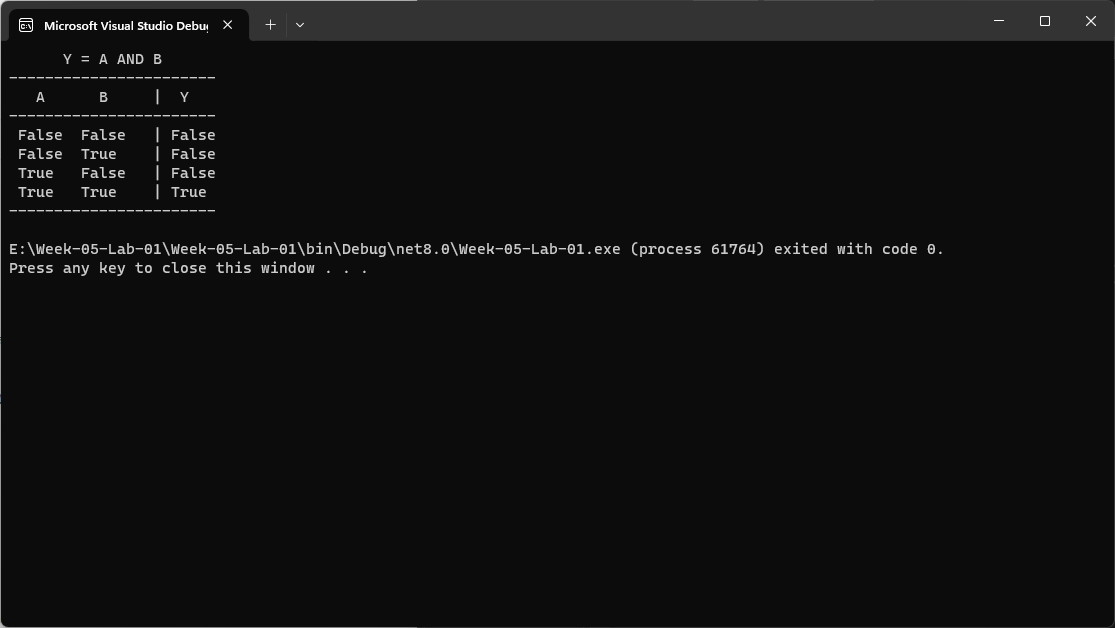 Microsoft Visual Studio Debug
      Y = A AND B
-----------------------
   A      B     |  Y
-----------------------
 False  False   | False
 False  True    | False
 True   False   | False
 True   True    | True
-----------------------
E:\Week-05-Lab-01\Week-05-Lab-01\bin\Debug\net8.0\Week-05-Lab-01.exe (process 61764) exited with code 0.
Press any key to close this window . . .